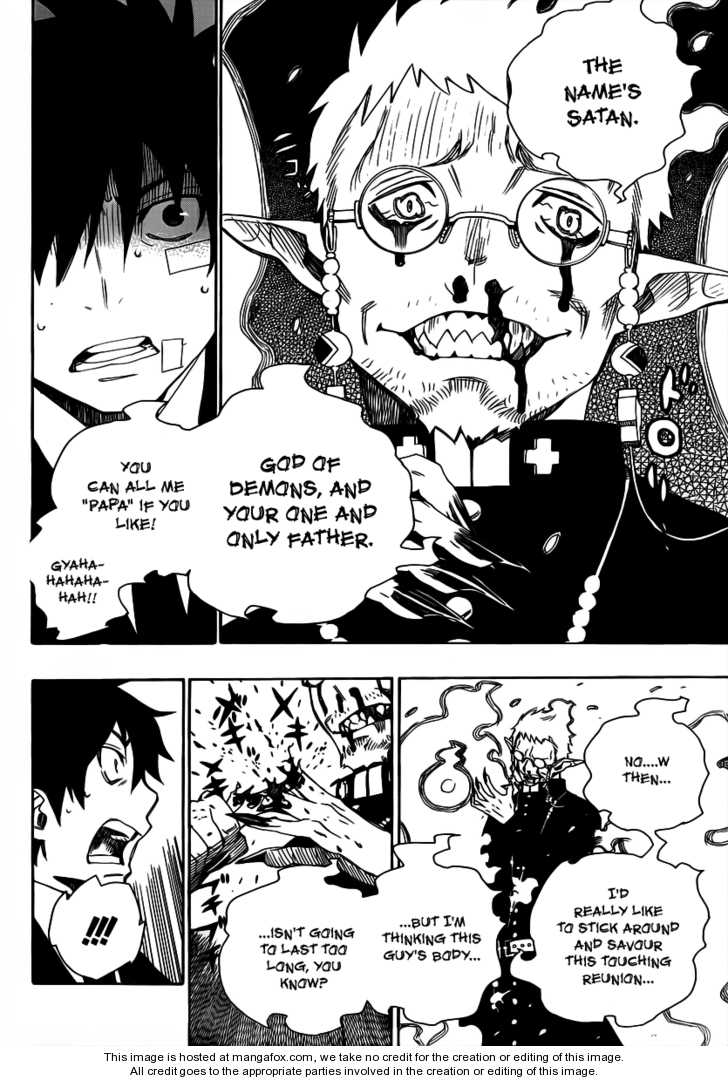 THE
NAME'S
SATAN.
GOD OF
DEMONS, AND
YOUR ONE AND
ONLY FATHER.
YOU
CAN ALL ME
"PAPA" IF YOU
LIKE!
GYAHA-
HAHAHA-
HAH!!
NO....W
THEN...
I'D
REALLY LIKE
TO STICK AROUND
AND SAVOUR
THIS TOUCHING
REUNION...
...BUT I'M
THINKING THIS
GUY'S BODY...
...ISN'T GOING
TO LAST TOO
LONG, YOU
KNOW?
!!!
This image is hosted at mangafox.com, we take no credit for the creation or editing of this image.
All credit goes to the appropriate parties involved in the creation or editing of this image.